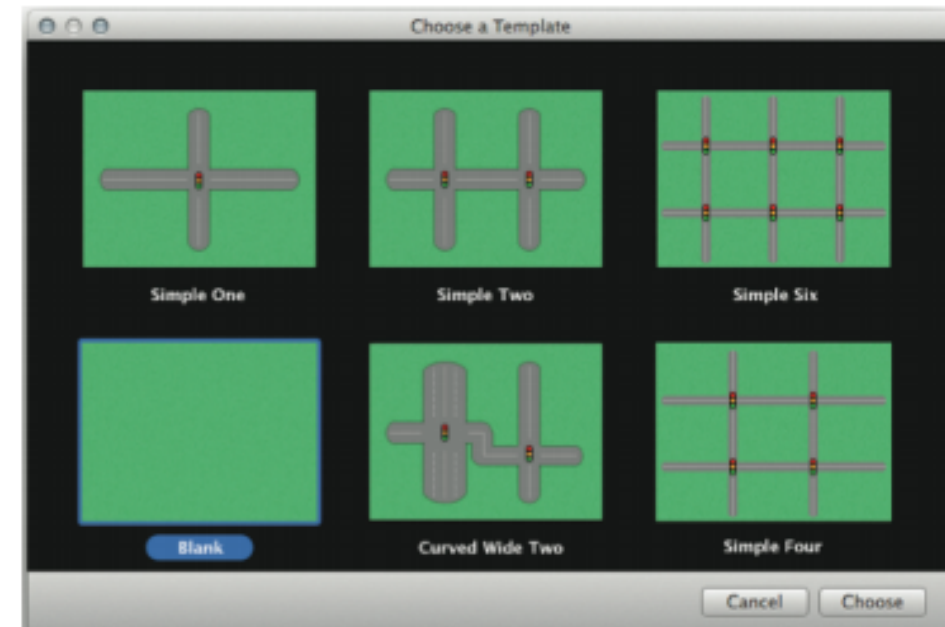 Choose a Template
Simple One
Simple Two
Simple Six
Blank
Curved Wide Two
Simple Four
Cancel
Choose